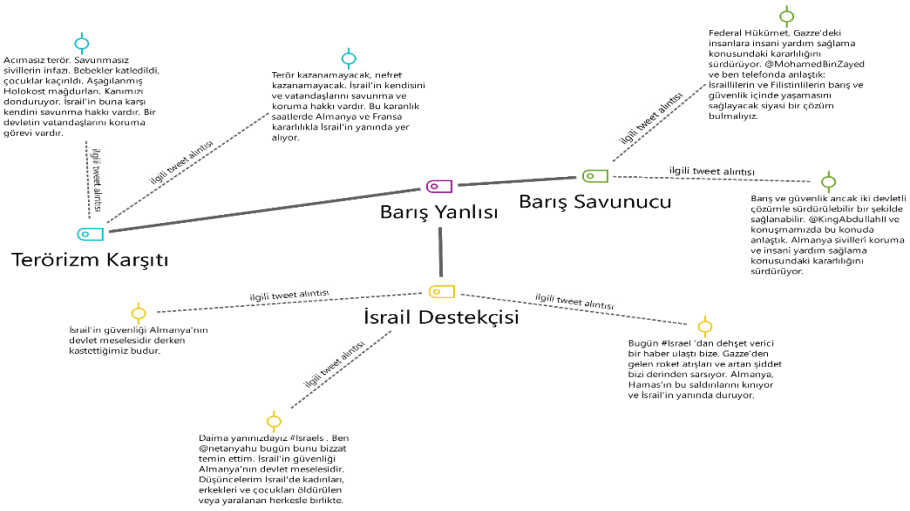 Acımasız terör. Savunmasız
sivillerin infazı. Bebekler katledildi,
çocuklar kaçırıldı. Aşağılanmış
Holokost mağdurları. Kanımızı
donduruyor. İsrail'in buna karşı
kendini savunma hakkı vardır. Bir
devletin vatandaşlarını koruma
görevi vardır.
ilgili tweet alıntısı
Terör kazanamayacak, nefret
kazanamayacak. İsrail'in kendisini
ve vatandaşlarını savunma ve
koruma hakkı vardır. Bu karanlık
saatlerde Almanya ve Fransa
kararlılıkla İsrail'in yanında yer
alıyor.
ilgili tweet alıntısı
Federal Hükümet, Gazze'deki
insanlara insani yardım sağlama
konusundaki kararlılığını
sürdürüyor. @MohamedBinZayed
ve ben telefonda anlaştık:
İsraillilerin ve Filistinlilerin barış ve
güvenlik içinde yaşamasını
sağlayacak siyasi bir çözüm
bulmalıyız.
ilgili tweet alıntısı
ilgili tweet alıntısı
Barış ve güvenlik ancak iki devletli
çözümle sürdürülebilir bir şekilde
sağlanabilir. @KingAbdullahII ve
konuşmamızda bu konuda
anlaştık. Almanya sivilleri koruma
ve insani yardım sağlama
konusundaki kararlılığını
sürdürüyor.
Barış Yanlısı
Barış Savunucu
Terörizm Karşıtı
İsrail Destekçisi
ilgili tweet alıntısı
İsrail'in güvenliği Almanya'nın
devlet meselesidir derken
kastettiğimiz budur.
ilgili tweet alıntısı
Daima yanınızdayız #Israels . Ben
@netanyahu bugün bunu bizzat
temin ettim. İsrail'in güvenliği
Almanya'nın devlet meselesidir.
Düşüncelerim İsrail'de kadınları,
erkekleri ve çocukları öldürülen
veya yaralanan herkesle birlikte.
ilgili tweet alıntısı
Bugün #Israel 'dan dehşet verici
bir haber ulaştı bize. Gazze'den
gelen roket atışları ve artan şiddet
bizi derinden sarsıyor. Almanya,
Hamas'ın bu saldırılarını kınıyor
ve İsrail'in yanında duruyor.